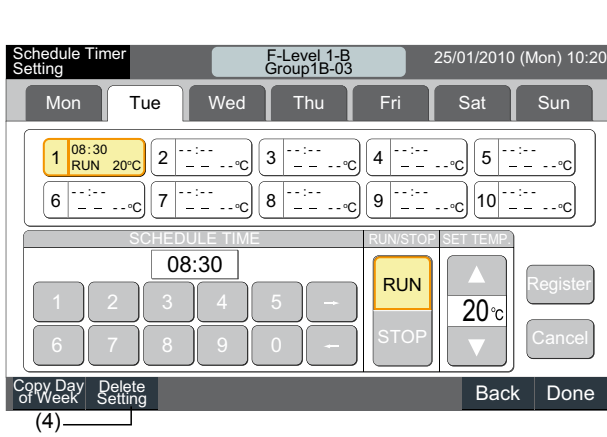 Schedule Timer
Setting
F-Level 1-B
Group1B-03
25/01/2010 (Mon) 10:20
Mon Tue Wed Thu Fri Sat Sun
1 08:30 RUN 20°C
2 --:-- -- --.--°C
3 --:-- -- --.--°C
4 --:-- -- --.--°C
5 --:-- -- --.--°C
6 --:-- -- --.--°C
7 --:-- -- --.--°C
8 --:-- -- --.--°C
9 --:-- -- --.--°C
10 --:-- -- --.--°C
SCHEDULE TIME RUN/STOP SET TEMP.
08:30
1 2 3 4 5 →
6 7 8 9 0 ←
RUN
STOP
20°C
Register
Cancel
Copy Day
of Week
Delete
Setting
Back Done
(4)